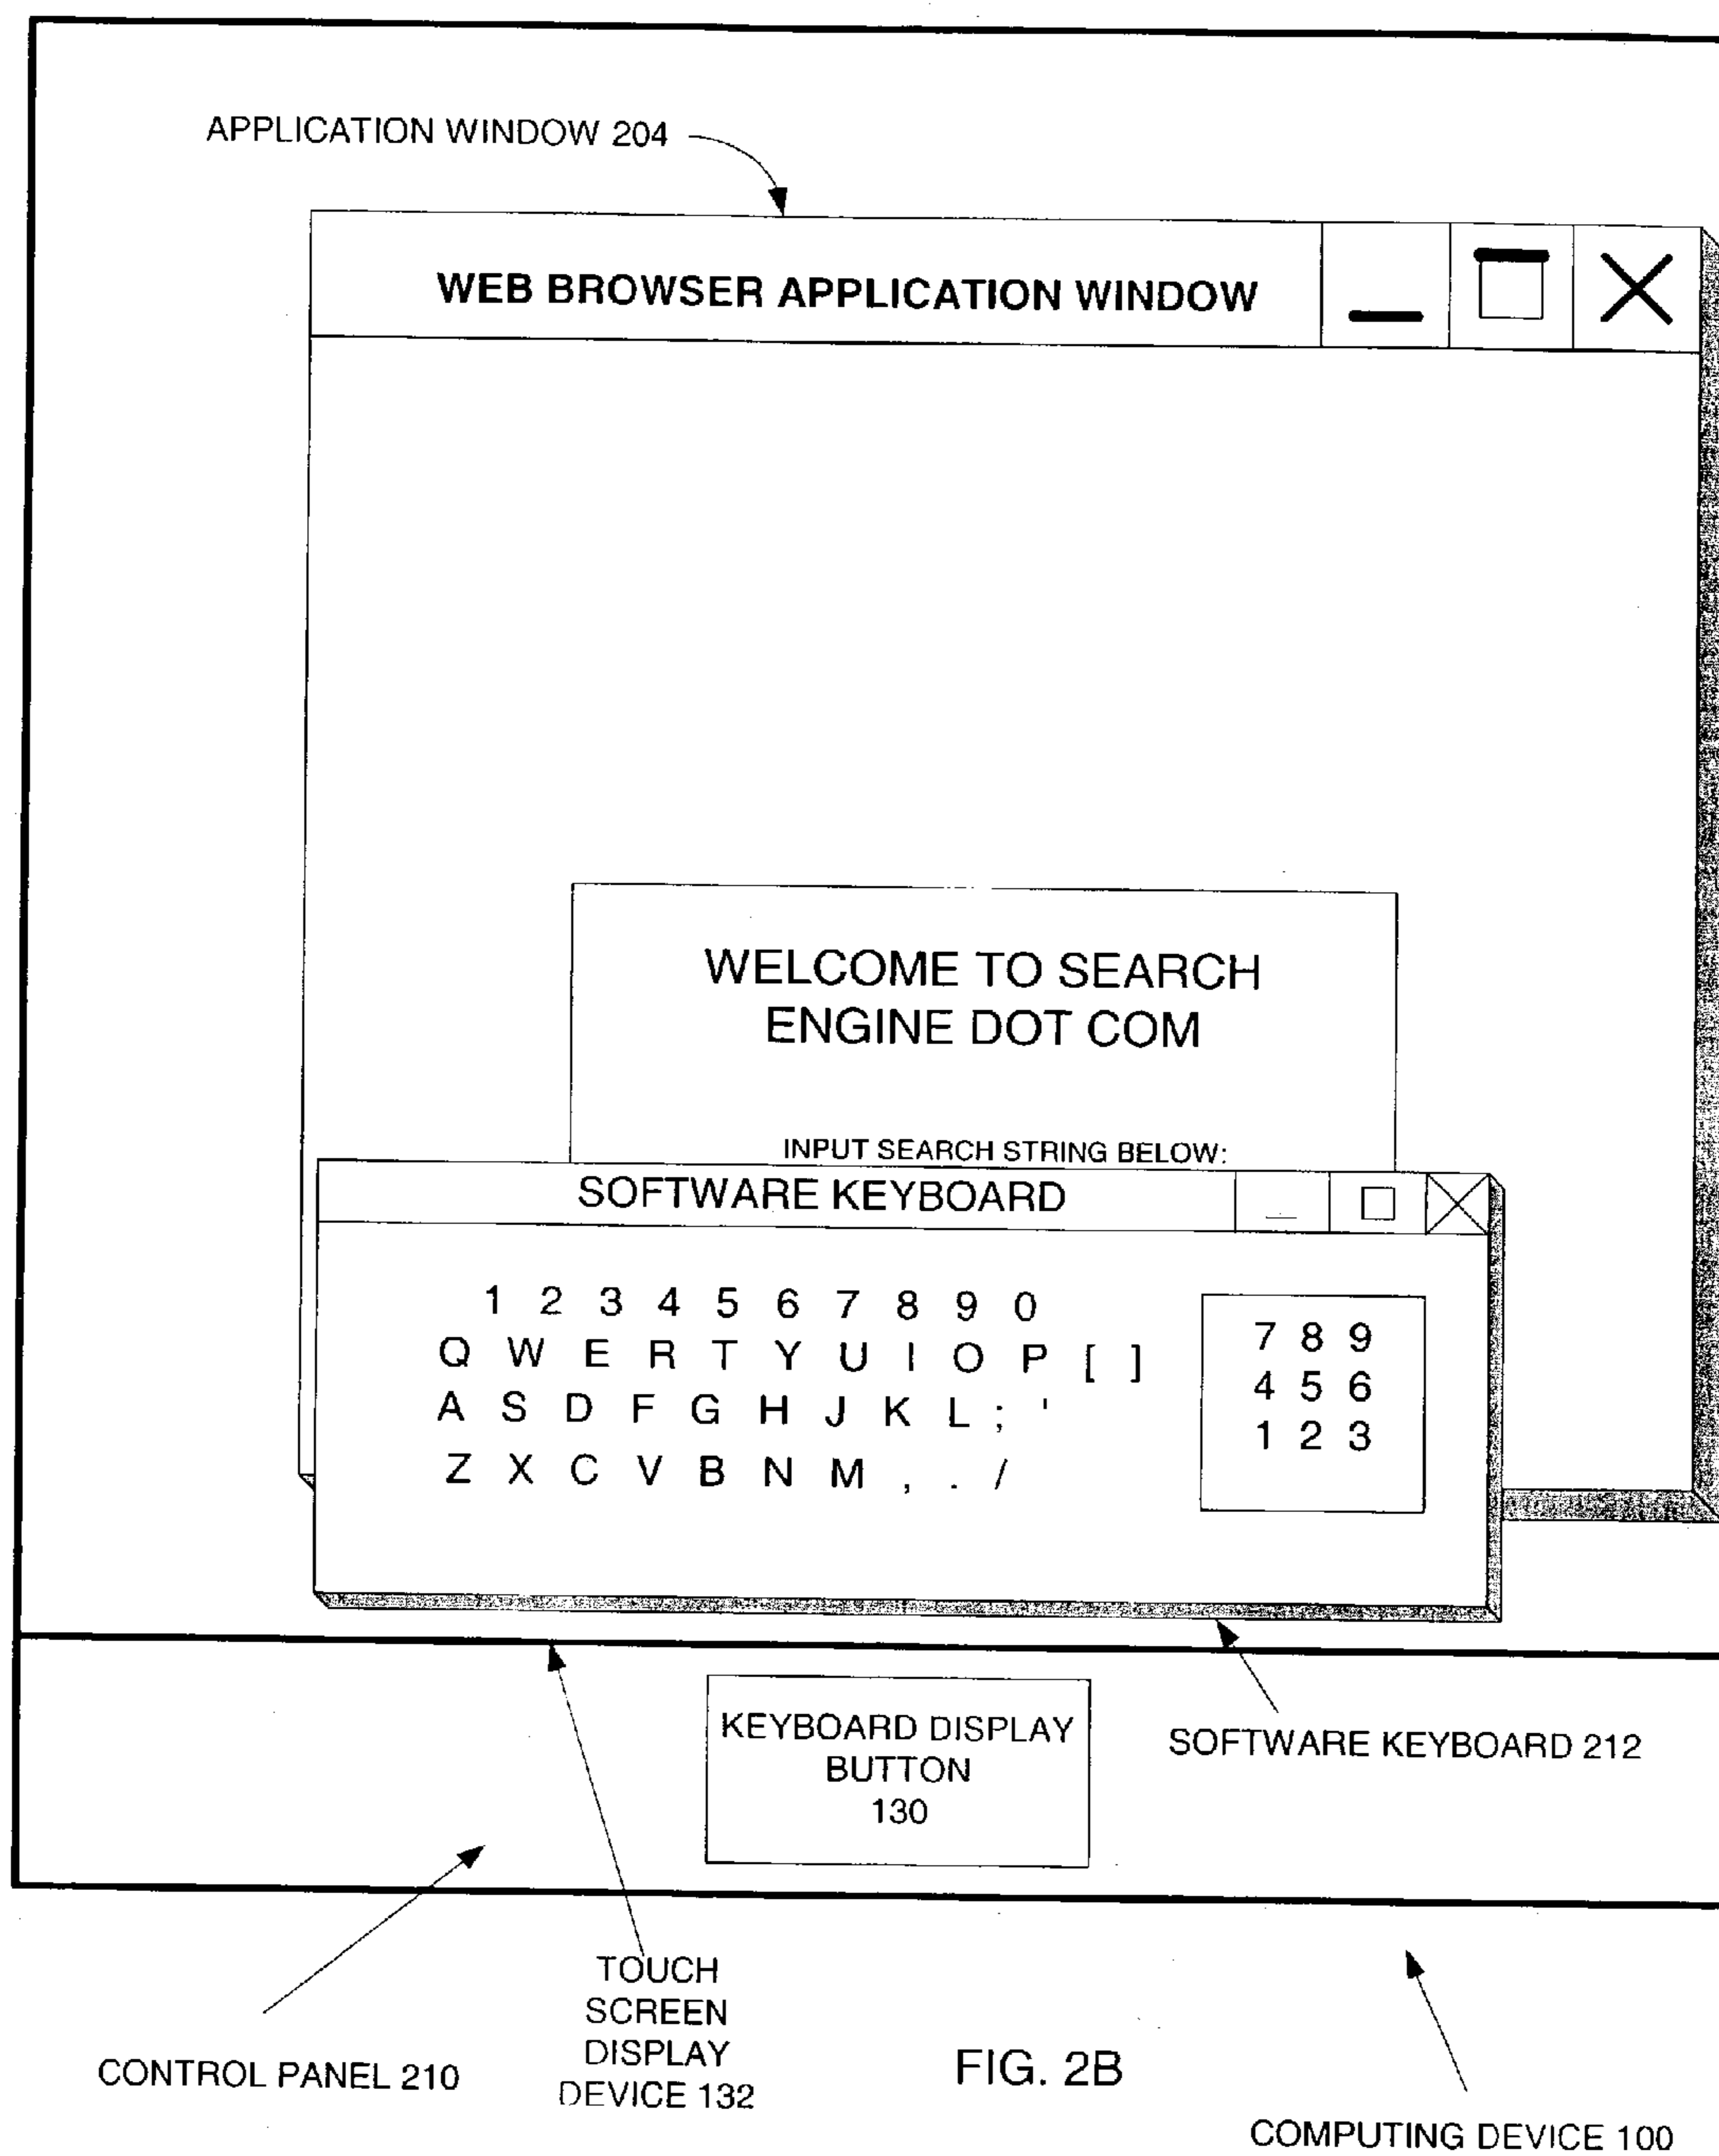 APPLICATION WINDOW 204
WEB BROWSER APPLICATION WINDOW
WELCOME TO SEARCH
ENGINE DOT COM
INPUT SEARCH STRING BELOW:
SOFTWARE KEYBOARD
1 2 3 4 5 6 7 8 9 0
Q W E R T Y U I O P [ ]
A S D F G H J K L ; '
Z X C V B N M , . /
7 8 9
4 5 6
1 2 3
KEYBOARD DISPLAY
BUTTON
130
SOFTWARE KEYBOARD 212
CONTROL PANEL 210
TOUCH
SCREEN
DISPLAY
DEVICE 132
FIG. 2B
COMPUTING DEVICE 100